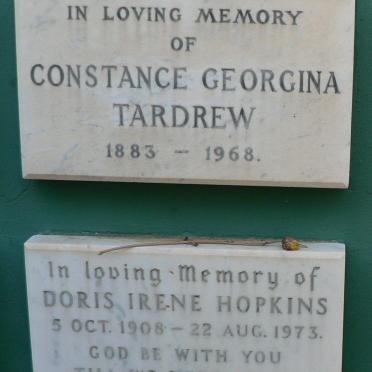 IN LOVING MEMORY
OF
CONSTANCE GEORGINA
TARDREW
1883 – 1968.
In loving Memory of
DORIS IRENE HOPKINS
5 OCT. 1908 – 22 AUG. 1973.
GOD BE WITH YOU